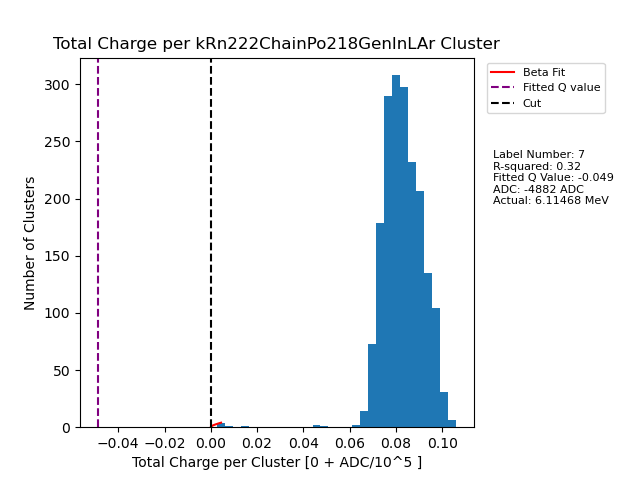 Total Charge per kRn222ChainPo218GenInLAr Cluster
Number of Clusters
300
250
200
150
100
50
0
−0.04 −0.02 0.00 0.02 0.04 0.06 0.08 0.10
Total Charge per Cluster [0 + ADC/10^5 ]
Beta Fit
Fitted Q value
Cut
Label Number: 7
R-squared: 0.32
Fitted Q Value: -0.049
ADC: -4882 ADC
Actual: 6.11468 MeV